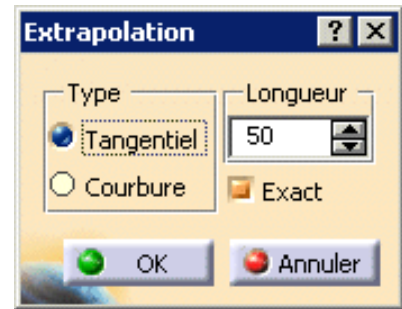 Extrapolation ? X
Type Longueur
Tangentiel 50
Courbure Exact
OK Annuler